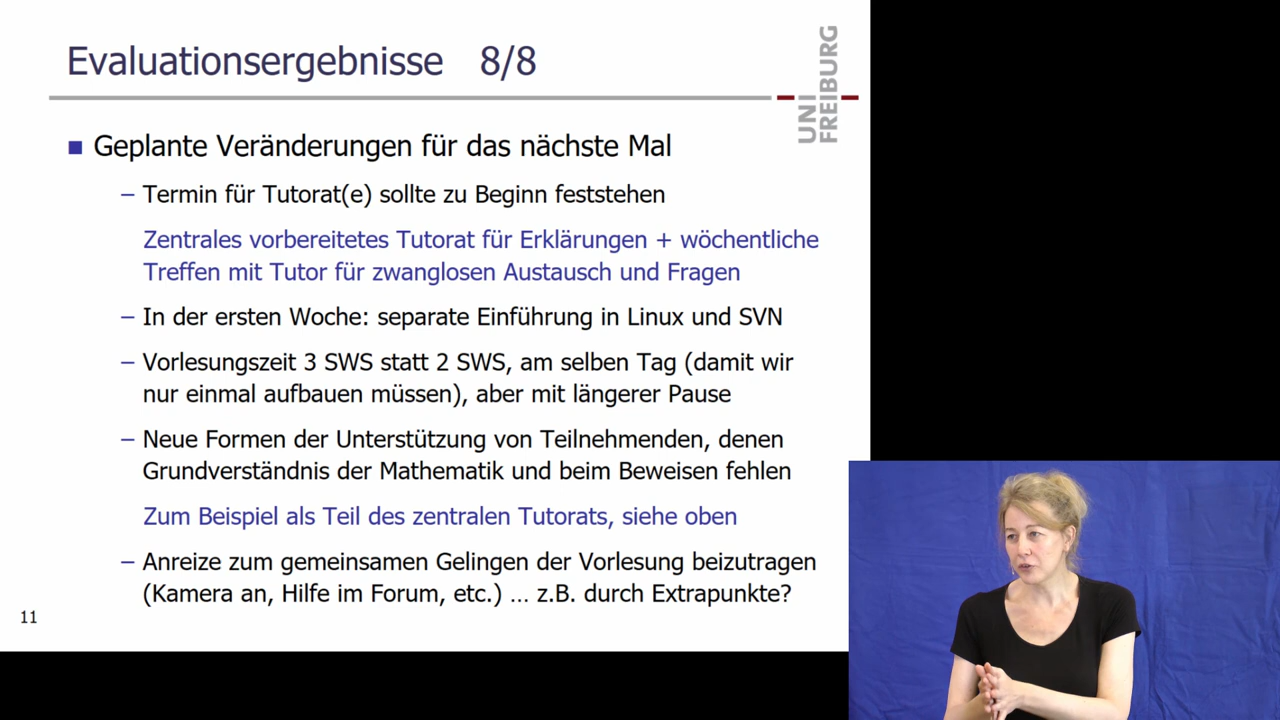 Evaluationsergebnisse 8/8
UNI
FREIBURG
■ Geplante Veränderungen für das nächste Mal
– Termin für Tutorat(e) sollte zu Beginn feststehen
Zentrales vorbereitetes Tutorat für Erklärungen + wöchentliche
Treffen mit Tutor für zwanglosen Austausch und Fragen
– In der ersten Woche: separate Einführung in Linux und SVN
– Vorlesungszeit 3 SWS statt 2 SWS, am selben Tag (damit wir
nur einmal aufbauen müssen), aber mit längerer Pause
– Neue Formen der Unterstützung von Teilnehmenden, denen
Grundverständnis der Mathematik und beim Beweisen fehlen
Zum Beispiel als Teil des zentralen Tutorats, siehe oben
– Anreize zum gemeinsamen Gelingen der Vorlesung beizutragen
(Kamera an, Hilfe im Forum, etc.) … z.B. durch Extrapunkte?
11